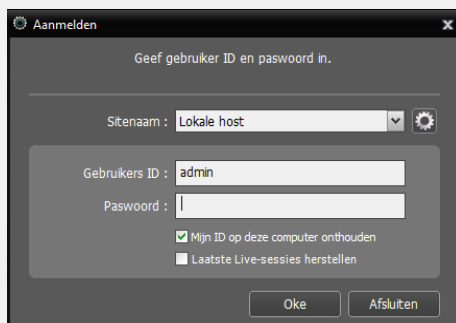 Aanmelden
Geef gebruiker ID en paswoord in.
Sitenaam : Lokale host
Gebruikers ID : admin
Paswoord :
Mijn ID op deze computer onthouden
Laatste Live-sessies herstellen
Oke Afsluiten